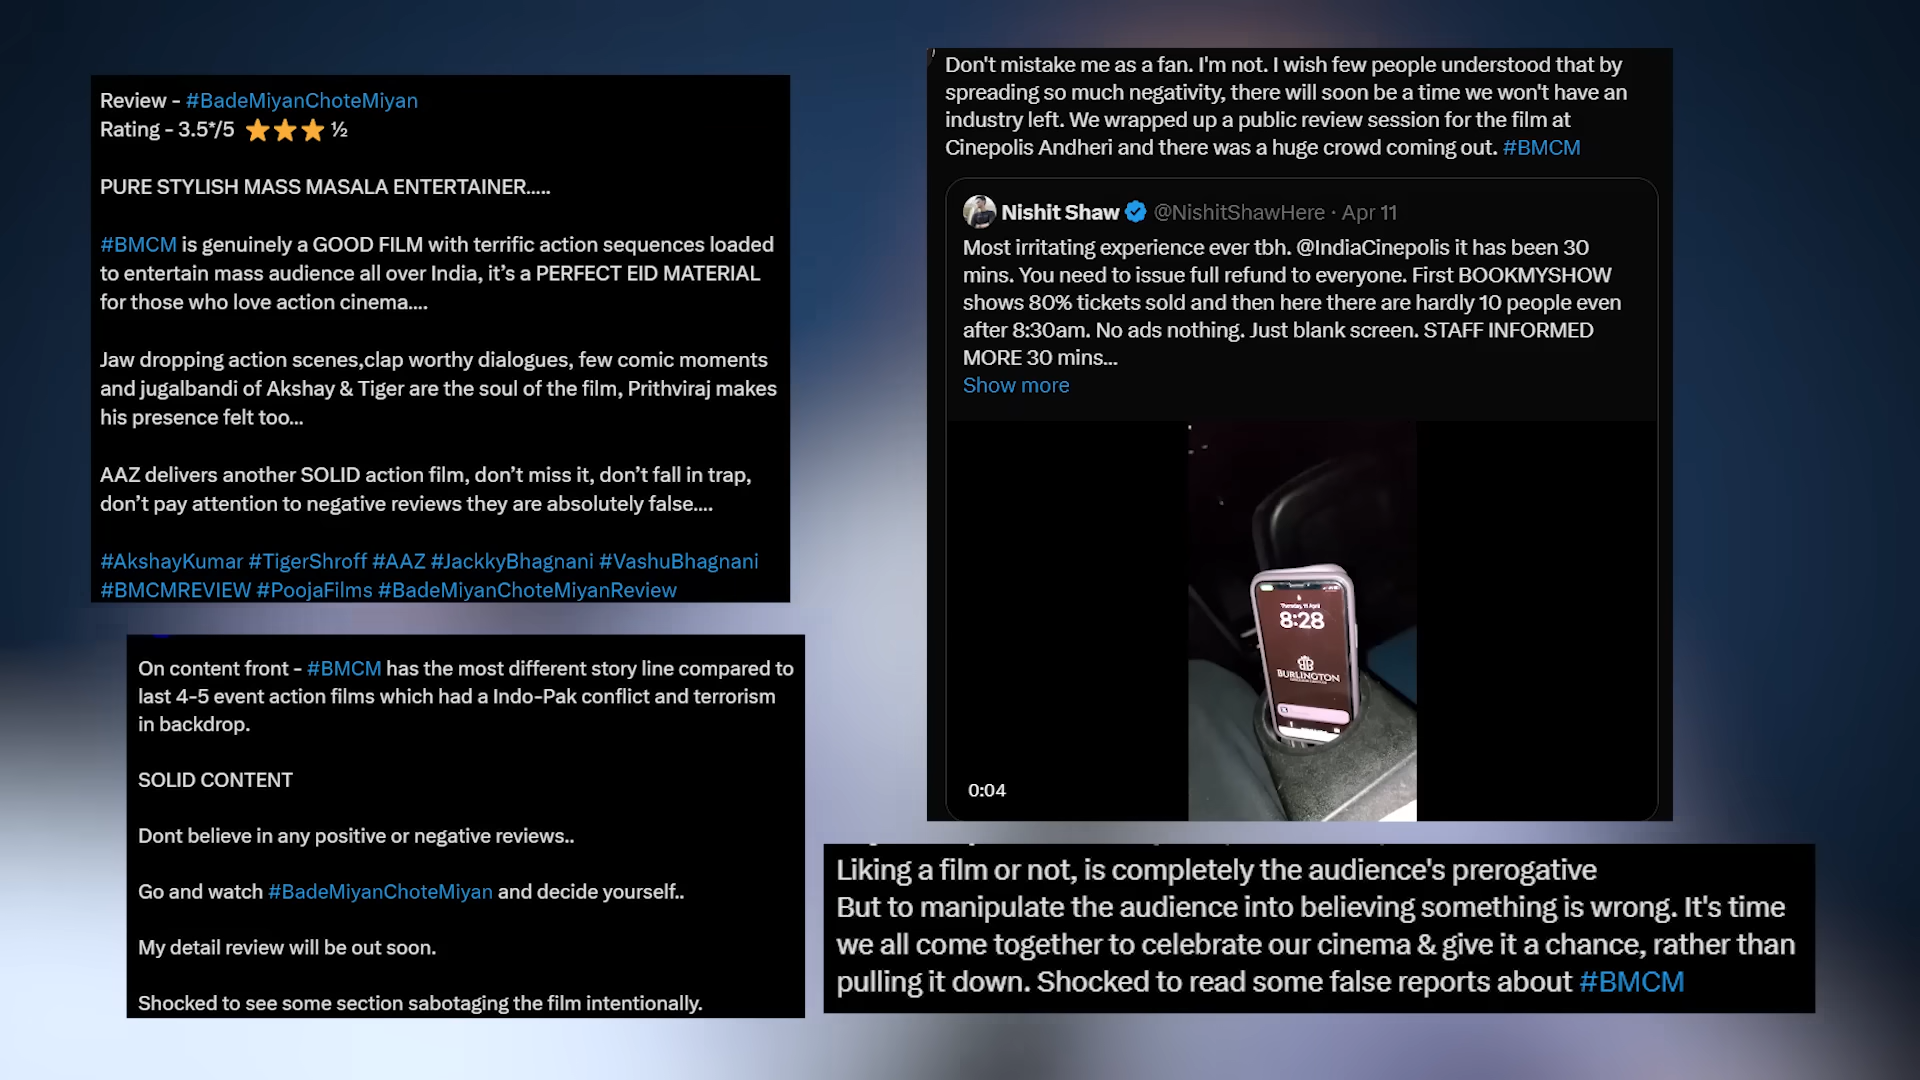 Review - #BadeMiyanChoteMiyan
Rating - 3.5*/5 ⭐⭐⭐ ½
PURE STYLISH MASS MASALA ENTERTAINER.....
#BMCM is genuinely a GOOD FILM with terrific action sequences loaded
to entertain mass audience all over India, it's a PERFECT EID MATERIAL
for those who love action cinema....
Jaw dropping action scenes,clap worthy dialogues, few comic moments
and jugalbandi of Akshay & Tiger are the soul of the film, Prithviraj makes
his presence felt too...
AAZ delivers another SOLID action film, don't miss it, don't fall in trap,
don't pay attention to negative reviews they are absolutely false....
#AkshayKumar #TigerShroff #AAZ #JackkyBhagnani #VashuBhagnani
#BMCMREVIEW #PoojaFilms #BadeMiyanChoteMiyanReview
On content front - #BMCM has the most different story line compared to
last 4-5 event action films which had a Indo-Pak conflict and terrorism
in backdrop.
SOLID CONTENT
Dont believe in any positive or negative reviews..
Go and watch #BadeMiyanChoteMiyan and decide yourself..
My detail review will be out soon.
Shocked to see some section sabotaging the film intentionally.
Don't mistake me as a fan. I'm not. I wish few people understood that by
spreading so much negativity, there will soon be a time we won't have an
industry left. We wrapped up a public review session for the film at
Cinepolis Andheri and there was a huge crowd coming out. #BMCM
Nishit Shaw @NishitShawHere · Apr 11
Most irritating experience ever tbh. @IndiaCinepolis it has been 30
mins. You need to issue full refund to everyone. First BOOKMYSHOW
shows 80% tickets sold and then here there are hardly 10 people even
after 8:30am. No ads nothing. Just blank screen. STAFF INFORMED
MORE 30 mins...
Show more
8:28
BURLINGTON
0:04
Liking a film or not, is completely the audience's prerogative
But to manipulate the audience into believing something is wrong. It's time
we all come together to celebrate our cinema & give it a chance, rather than
pulling it down. Shocked to read some false reports about #BMCM